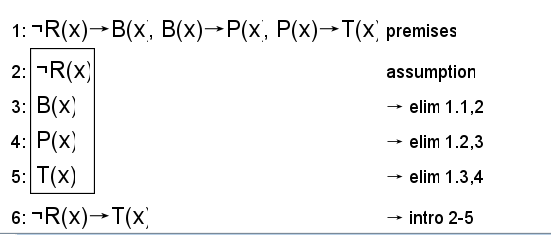 1: ¬R(x)→B(x), B(x)→P(x), P(x)→T(x) premises
2: ¬R(x) assumption
3: B(x) → elim 1.1,2
4: P(x) → elim 1.2,3
5: T(x) → elim 1.3,4
6: ¬R(x)→T(x) → intro 2-5